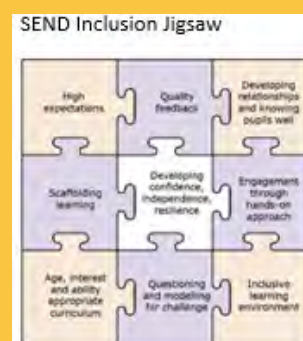 SEND Inclusion Jigsaw
High
expectations
Quality
feedback
Developing
relationships
and knowing
pupils well
Scaffolding
learning
Developing
confidence,
independence,
resilience
Engagement
through
hands-on
approach
Age, interest
and ability
appropriate
curriculum
Questioning
and modelling
for challenge
Inclusive
learning
environment